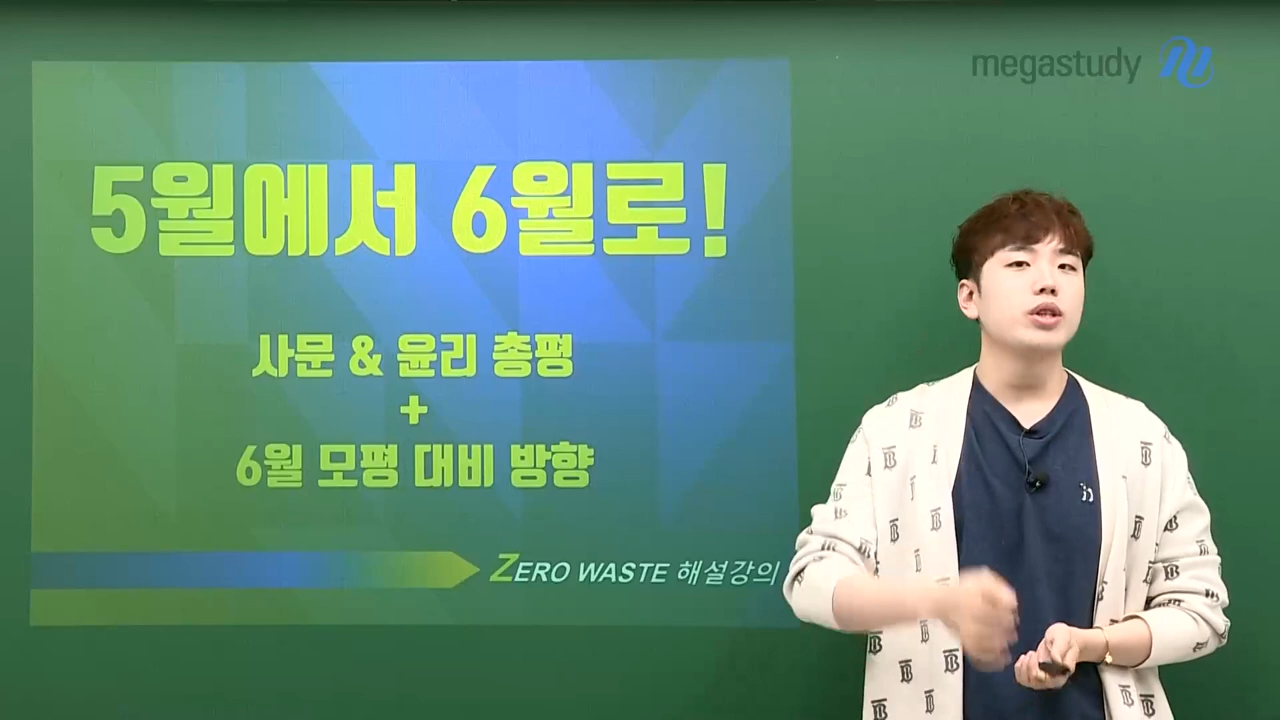 megastudy
5월에서 6월로!
사문 & 윤리 총평
+
6월 모평 대비 방향
ZERO WASTE 해설강의